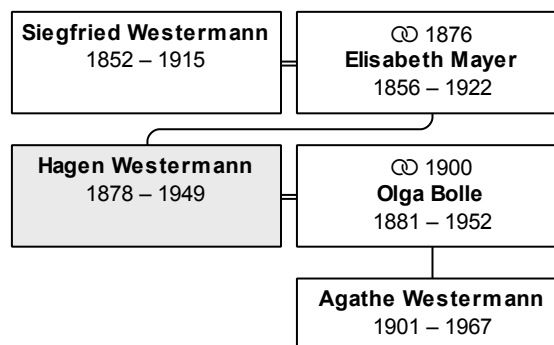 Siegfried Westermann
1852 – 1915
⚭ 1876
Elisabeth Mayer
1856 – 1922
Hagen Westermann
1878 – 1949
⚭ 1900
Olga Bolle
1881 – 1952
Agathe Westermann
1901 – 1967